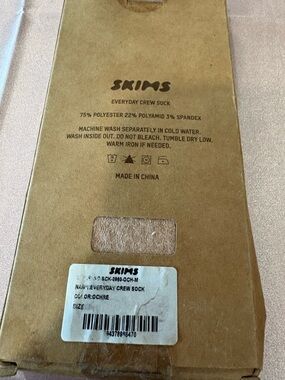 SKIMS
EVERYDAY CREW SOCK
75% POLYESTER 22% POLYAMID 3% SPANDEX
MACHINE WASH SEPARATELY IN COLD WATER.
WASH INSIDE OUT. DO NOT BLEACH. TUMBLE DRY LOW.
WARM IRON IF NEEDED.
MADE IN CHINA
SKIMS
EVERYDAY CREW SOCK
OCHRE
SIZE